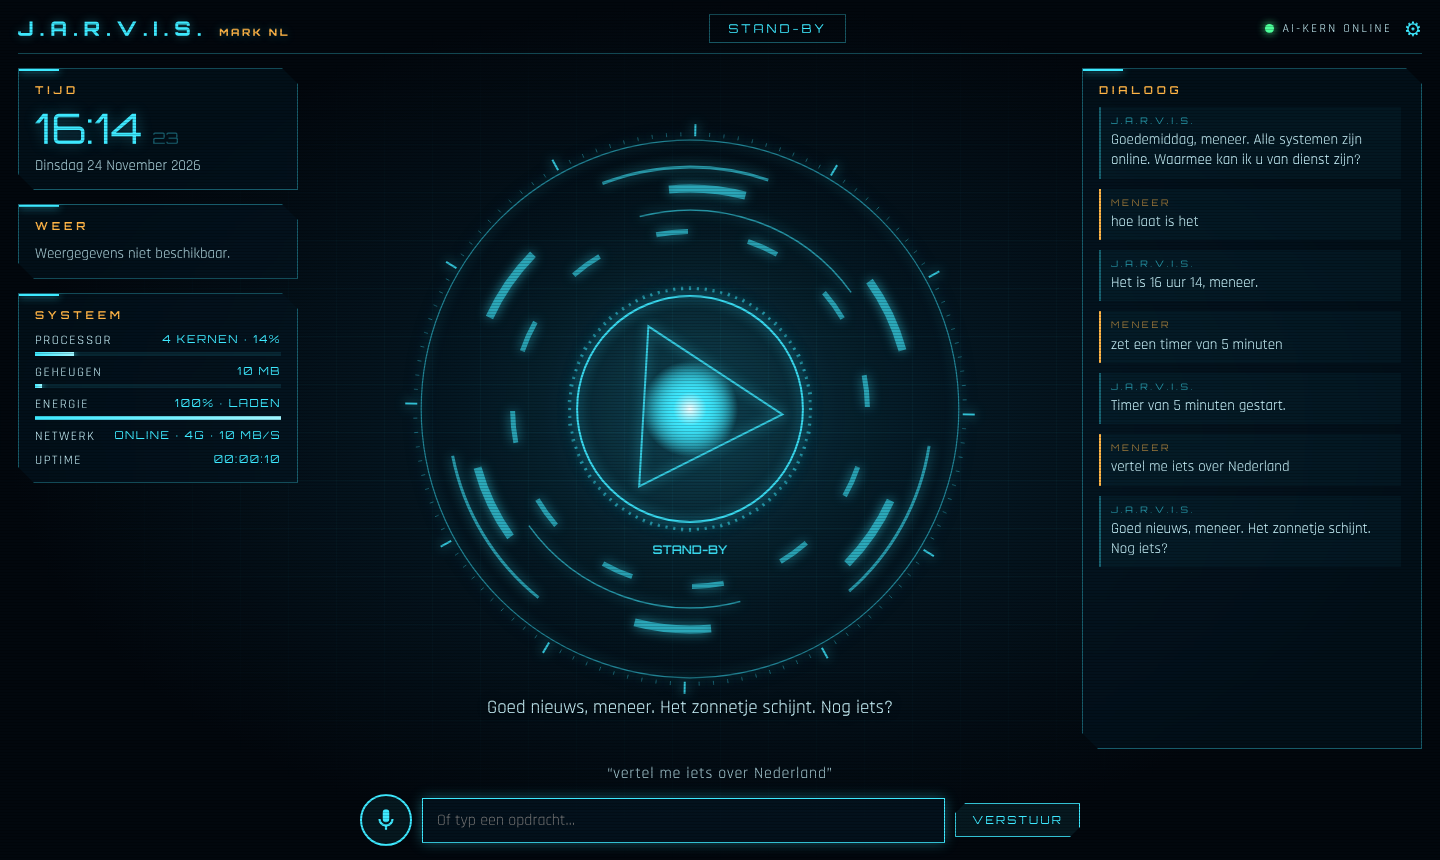 J.A.R.V.I.S. MARK NL
STAND-BY
AI-KERN ONLINE
TIJD
16:14 23
Dinsdag 24 November 2026
WEER
Weergegevens niet beschikbaar.
SYSTEEM
PROCESSOR 4 KERNEN · 14%
GEHEUGEN 10 MB
ENERGIE 100% · LADEN
NETWERK ONLINE · 4G · 10 MB/S
UPTIME 00:00:10
STAND-BY
Goed nieuws, meneer. Het zonnetje schijnt. Nog iets?
"vertel me iets over Nederland"
Of typ een opdracht...
VERSTUUR
DIALOOG
J.A.R.V.I.S.
Goedemiddag, meneer. Alle systemen zijn
online. Waarmee kan ik u van dienst zijn?
MENEER
hoe laat is het
J.A.R.V.I.S.
Het is 16 uur 14, meneer.
MENEER
zet een timer van 5 minuten
J.A.R.V.I.S.
Timer van 5 minuten gestart.
MENEER
vertel me iets over Nederland
J.A.R.V.I.S.
Goed nieuws, meneer. Het zonnetje schijnt.
Nog iets?